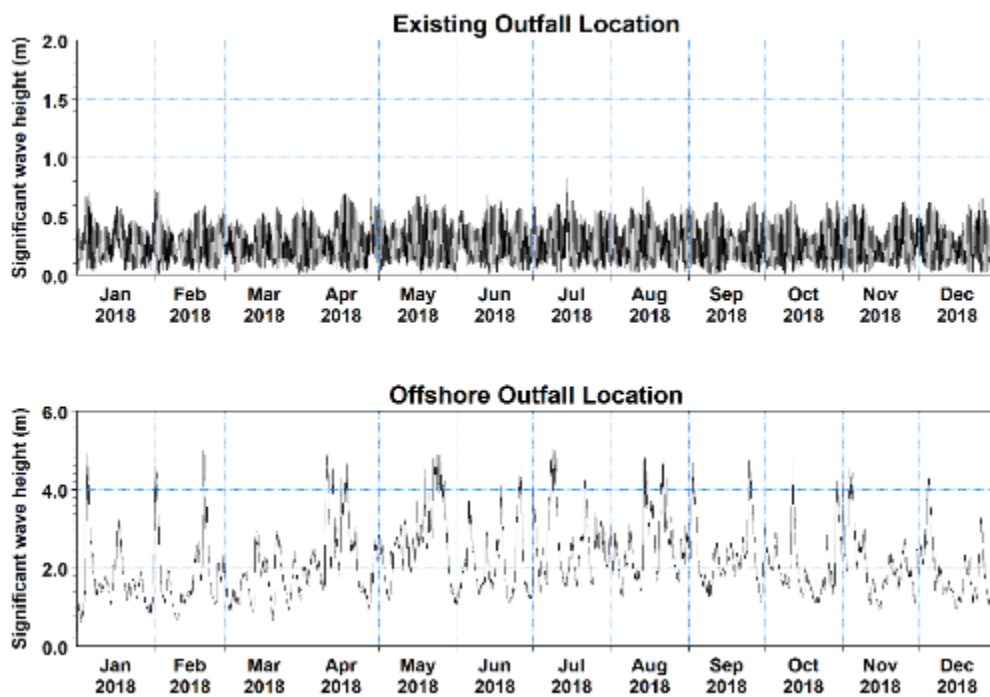 Existing Outfall Location
Significant wave height (m)
2.0
1.5
1.0
0.5
0.0
Jan Feb Mar Apr May Jun Jul Aug Sep Oct Nov Dec
2018 2018 2018 2018 2018 2018 2018 2018 2018 2018 2018 2018
Offshore Outfall Location
Significant wave height (m)
6.0
4.0
2.0
0.0
Jan Feb Mar Apr May Jun Jul Aug Sep Oct Nov Dec
2018 2018 2018 2018 2018 2018 2018 2018 2018 2018 2018 2018